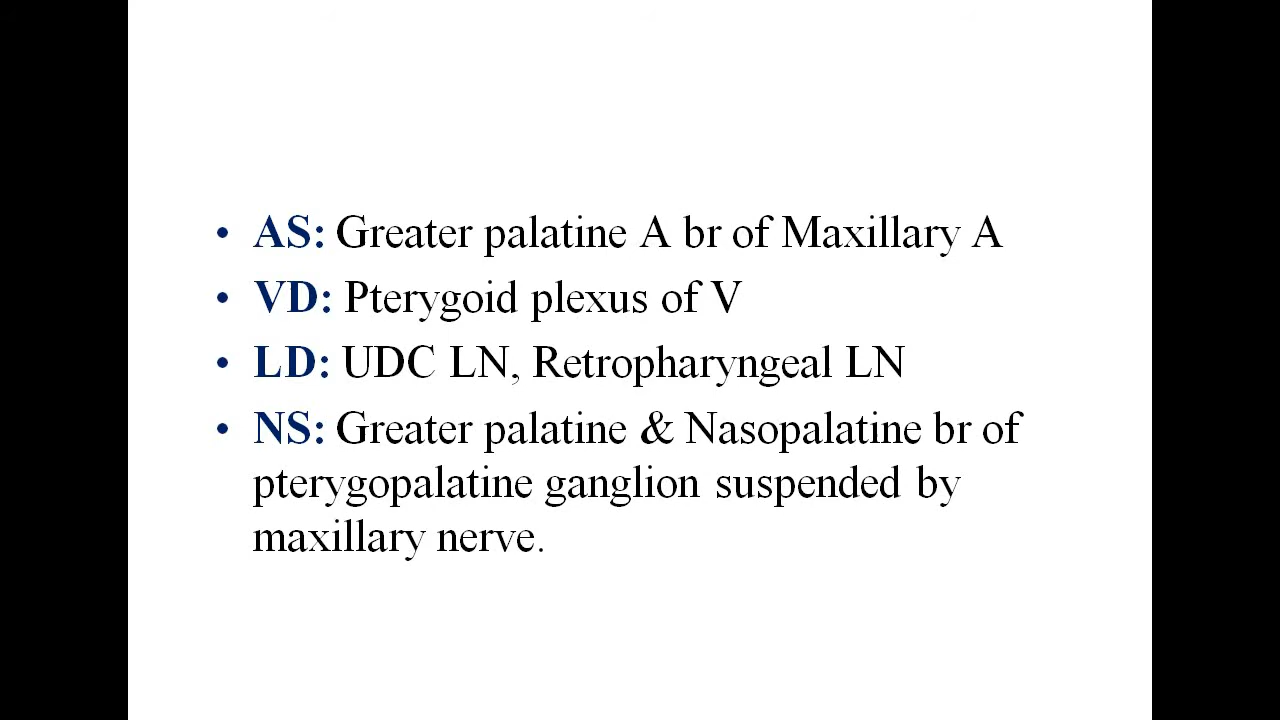 • AS: Greater palatine A br of Maxillary A
• VD: Pterygoid plexus of V
• LD: UDC LN, Retropharyngeal LN
• NS: Greater palatine & Nasopalatine br of
pterygopalatine ganglion suspended by
maxillary nerve.